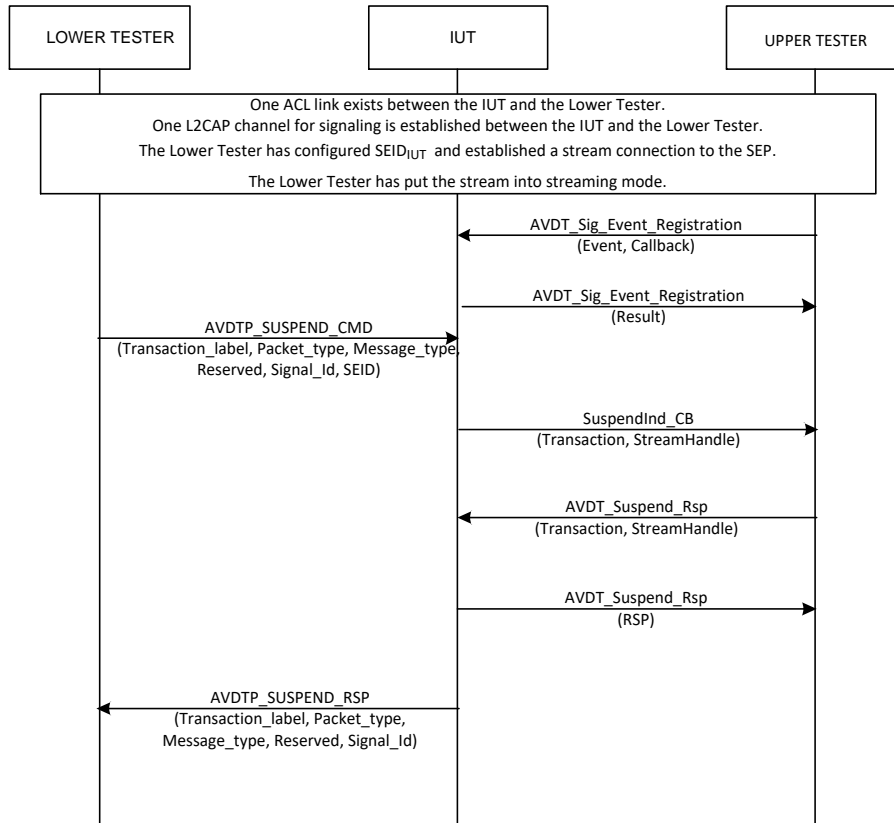 LOWER TESTER
IUT
UPPER TESTER
One ACL link exists between the IUT and the Lower Tester.
One L2CAP channel for signaling is established between the IUT and the Lower Tester.
The Lower Tester has configured SEIDIUT and established a stream connection to the SEP.
The Lower Tester has put the stream into streaming mode.
AVDT_Sig_Event_Registration
(Event, Callback)
AVDT_Sig_Event_Registration
(Result)
AVDTP_SUSPEND_CMD
(Transaction_label, Packet_type, Message_type,
Reserved, Signal_Id, SEID)
SuspendInd_CB
(Transaction, StreamHandle)
AVDT_Suspend_Rsp
(Transaction, StreamHandle)
AVDT_Suspend_Rsp
(RSP)
AVDTP_SUSPEND_RSP
(Transaction_label, Packet_type,
Message_type, Reserved, Signal_Id)